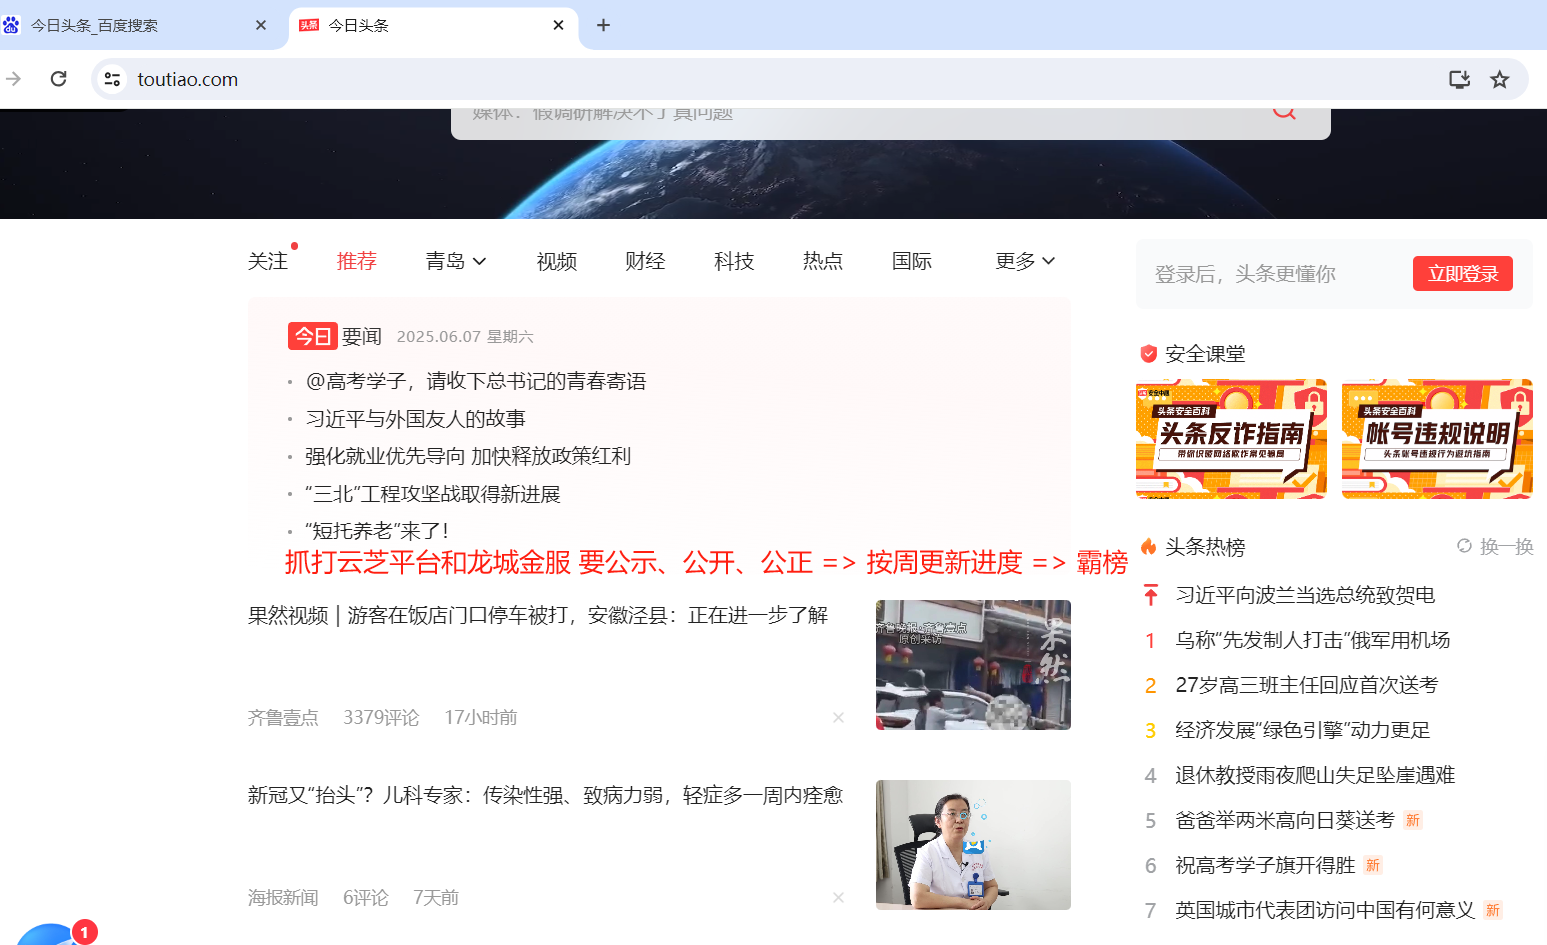 今日头条_百度搜索
头条
今日头条
toutiao.com
媒体：假调研解决不了真问题
关注 推荐 青岛 视频 财经 科技 热点 国际 更多
今日 要闻 2025.06.07 星期六
@高考学子，请收下总书记的青春寄语
习近平与外国友人的故事
强化就业优先导向 加快释放政策红利
“三北”工程攻坚战取得新进展
“短托养老”来了！
抓打云芝平台和龙城金服 要公示、公开、公正 => 按周更新进度 => 霸榜
果然视频｜游客在饭店门口停车被打，安徽泾县：正在进一步了解
齐鲁晚报·齐鲁壹点
原创采访
果然
齐鲁壹点 3379评论 17小时前
新冠又“抬头”？儿科专家：传染性强、致病力弱，轻症多一周内痊愈
海报新闻 6评论 7天前
1
登录后，头条更懂你
立即登录
安全课堂
头条安全百科
头条反诈指南
带你识破网络欺诈常见骗局
头条安全百科
帐号违规说明
头条帐号违规行为避坑指南
头条热榜
换一换
习近平向波兰当选总统致贺电
1 乌称“先发制人打击”俄军用机场
2 27岁高三班主任回应首次送考
3 经济发展“绿色引擎”动力更足
4 退休教授雨夜爬山失足坠崖遇难
5 爸爸举两米高向日葵送考 新
6 祝高考学子旗开得胜 新
7 英国城市代表团访问中国有何意义 新